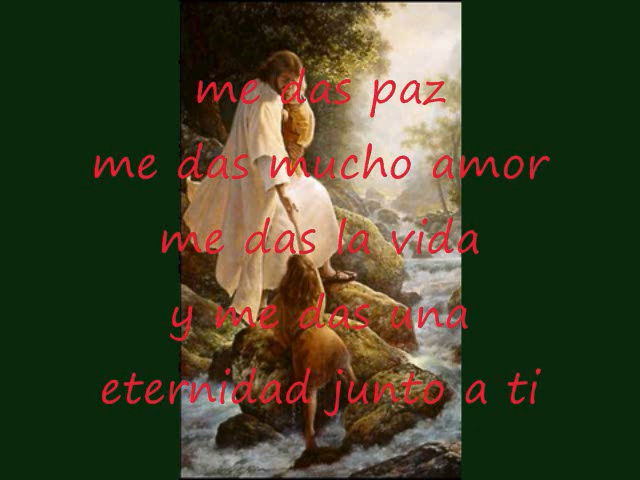 me das paz
me das mucho amor
me das la vida
y me das una
eternidad junto a ti